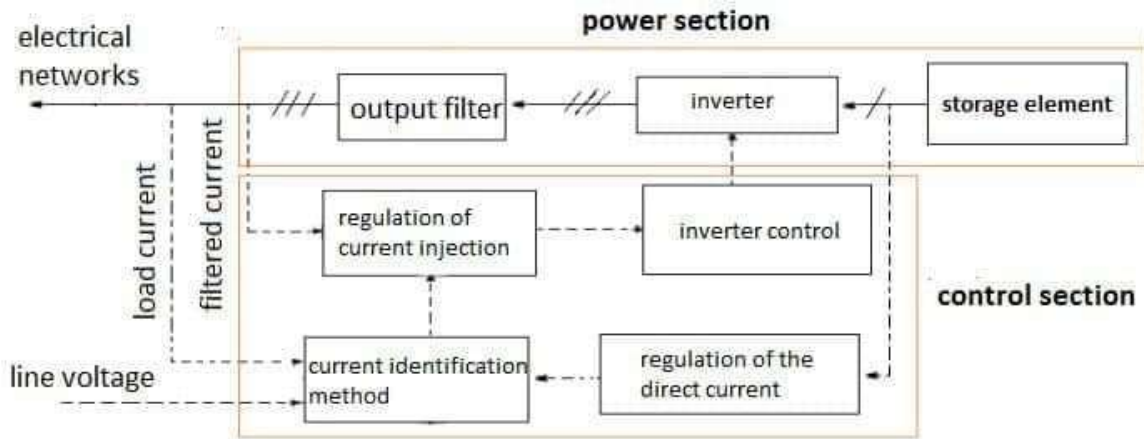 power section
electrical
networks
output filter
inverter
storage element
load current
filtered current
regulation of
current injection
inverter control
control section
line voltage
current identification
method
regulation of the
direct current